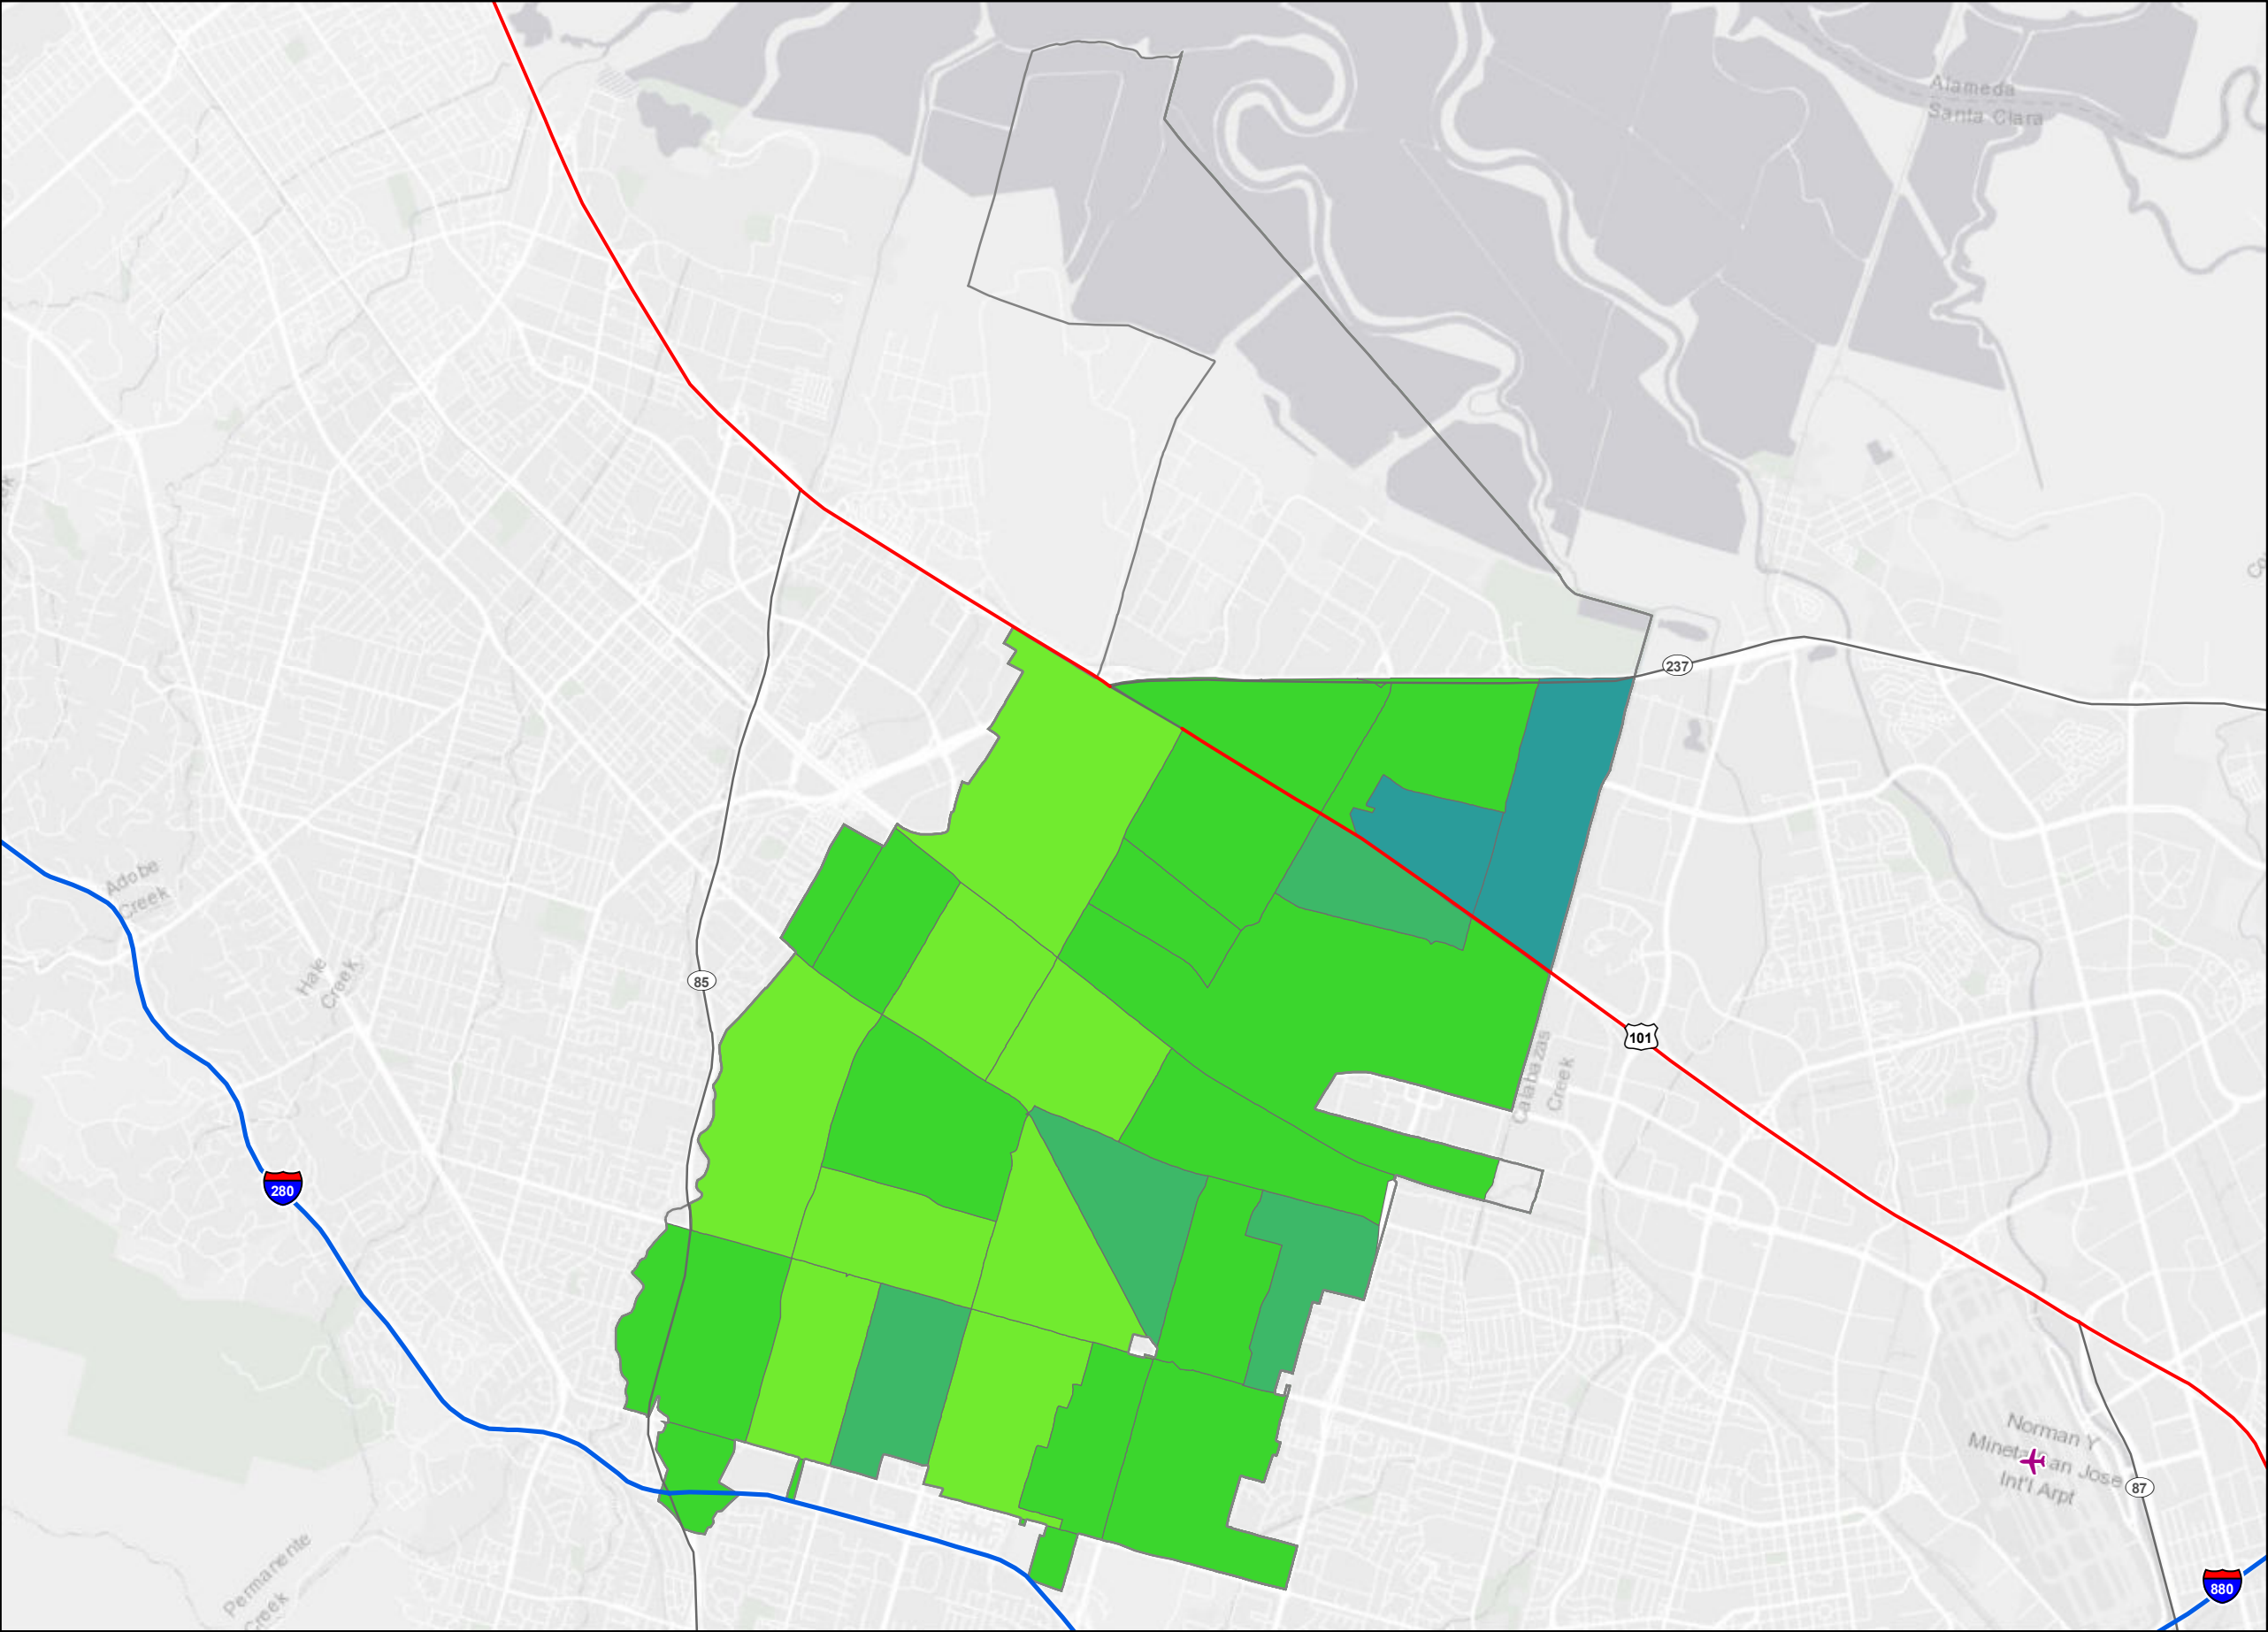 Alameda
Santa Clara
237
Adobe
Creek
Hale
Creek
85
101
Calabazas
Creek
280
Norman Y
Mineta San Jose
Int'l Arpt
87
Permanente
Creek
880